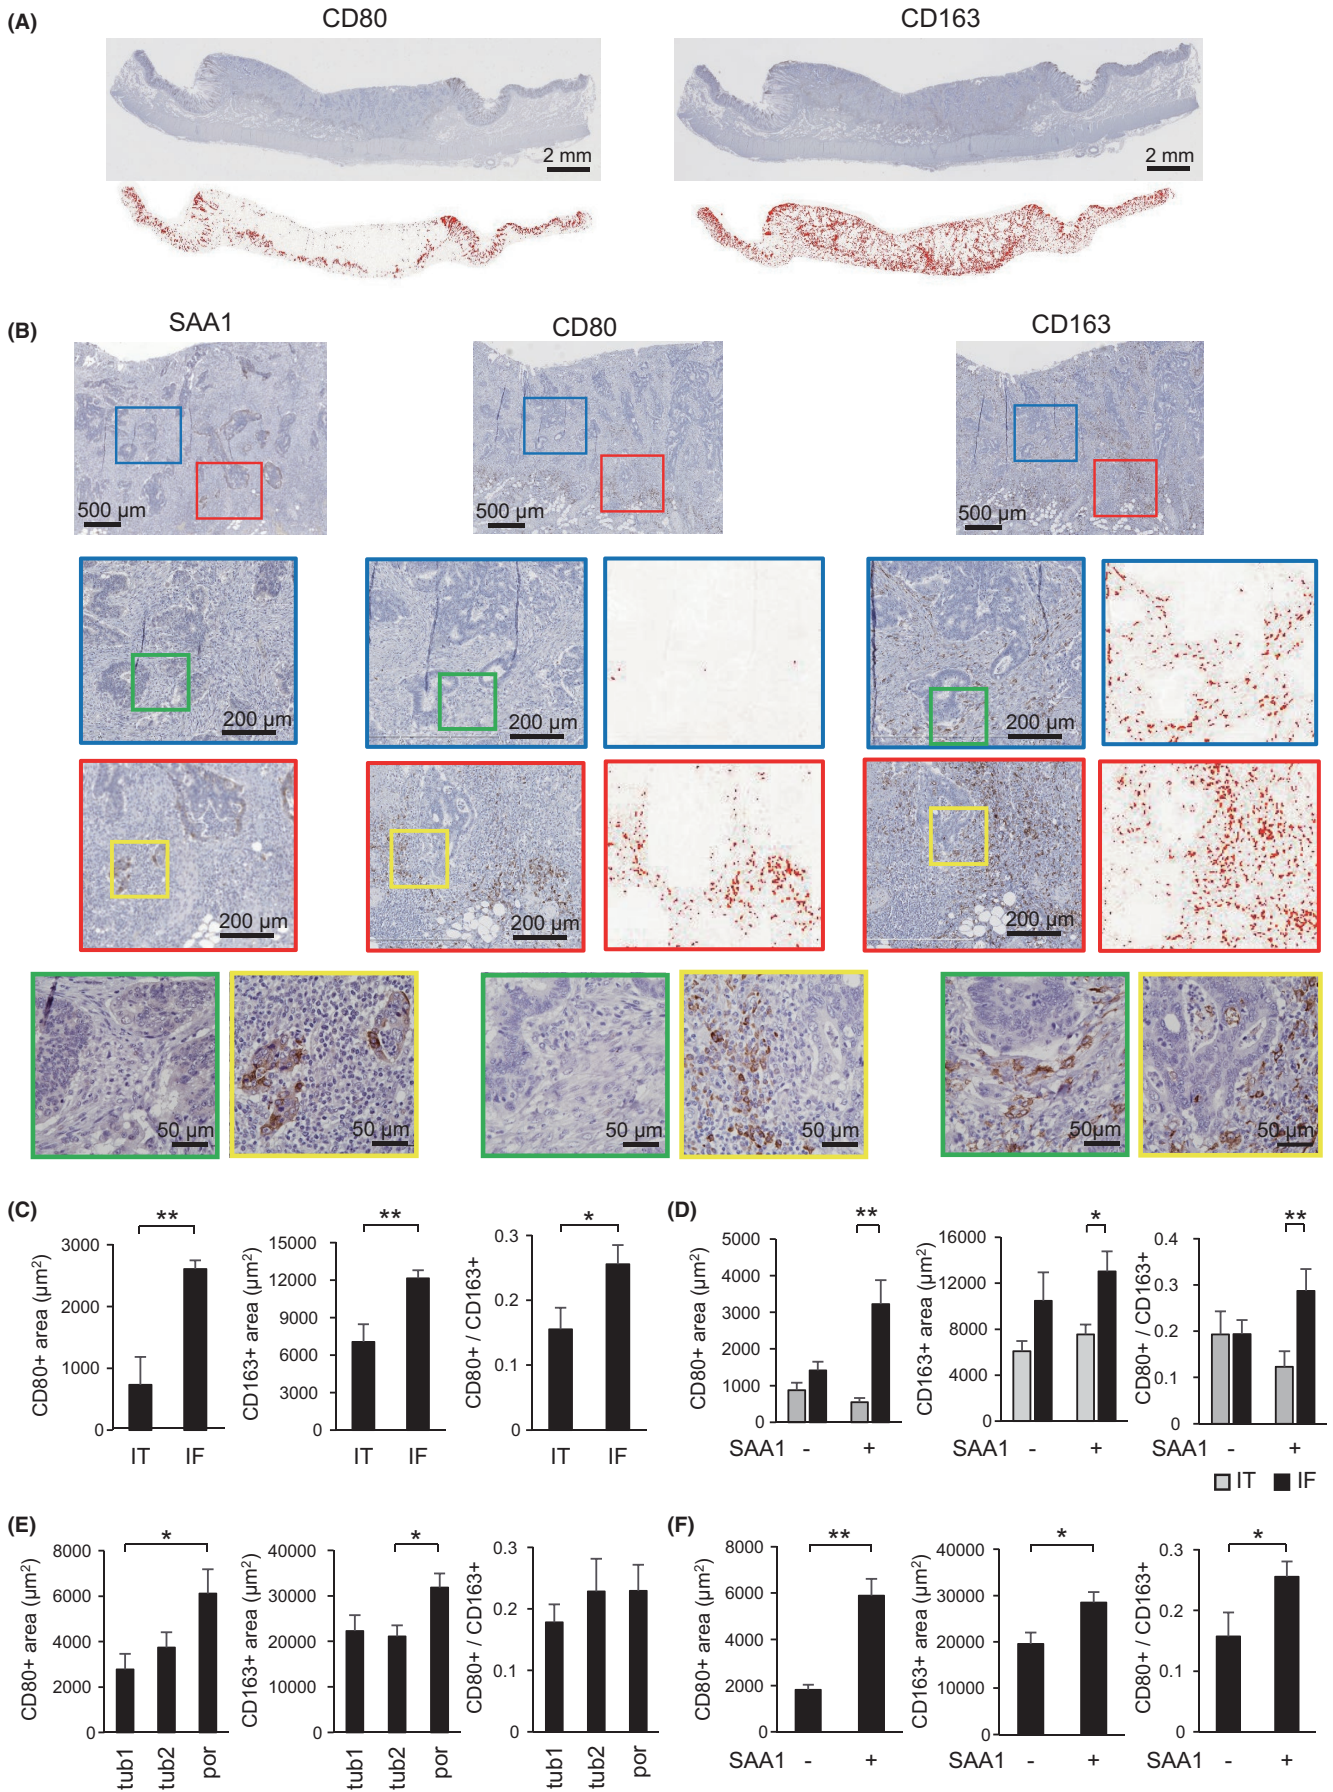 (A)
CD80
CD163
2 mm
2 mm
(B)
SAA1
CD80
CD163
500 µm
500 µm
500 µm
200 µm
200 µm
200 µm
200 µm
200 µm
200 µm
50 µm
50 µm
50 µm
50 µm
50µm
50 µm
(C)
CD80+ area (µm²)
3000
2000
1000
0
**
IT IF
CD163+ area (µm²)
15000
12000
9000
6000
3000
0
**
IT IF
CD80+ / CD163+
0.3
0.2
0.1
0
*
IT IF
(D)
CD80+ area (µm²)
5000
4000
3000
2000
1000
0
**
SAA1 - +
CD163+ area (µm²)
16000
12000
8000
4000
0
*
SAA1 - +
CD80+ / CD163+
0.4
0.3
0.2
0.1
0
**
SAA1 - +
IT IF
(E)
CD80+ area (µm²)
8000
6000
4000
2000
0
*
tub1 tub2 por
CD163+ area (µm²)
40000
30000
20000
10000
0
*
tub1 tub2 por
CD80+ / CD163+
0.3
0.2
0.1
0
tub1 tub2 por
(F)
CD80+ area (µm²)
8000
6000
4000
2000
0
**
SAA1 - +
CD163+ area (µm²)
40000
30000
20000
10000
0
*
SAA1 - +
CD80+ / CD163+
0.3
0.2
0.1
0
*
SAA1 - +